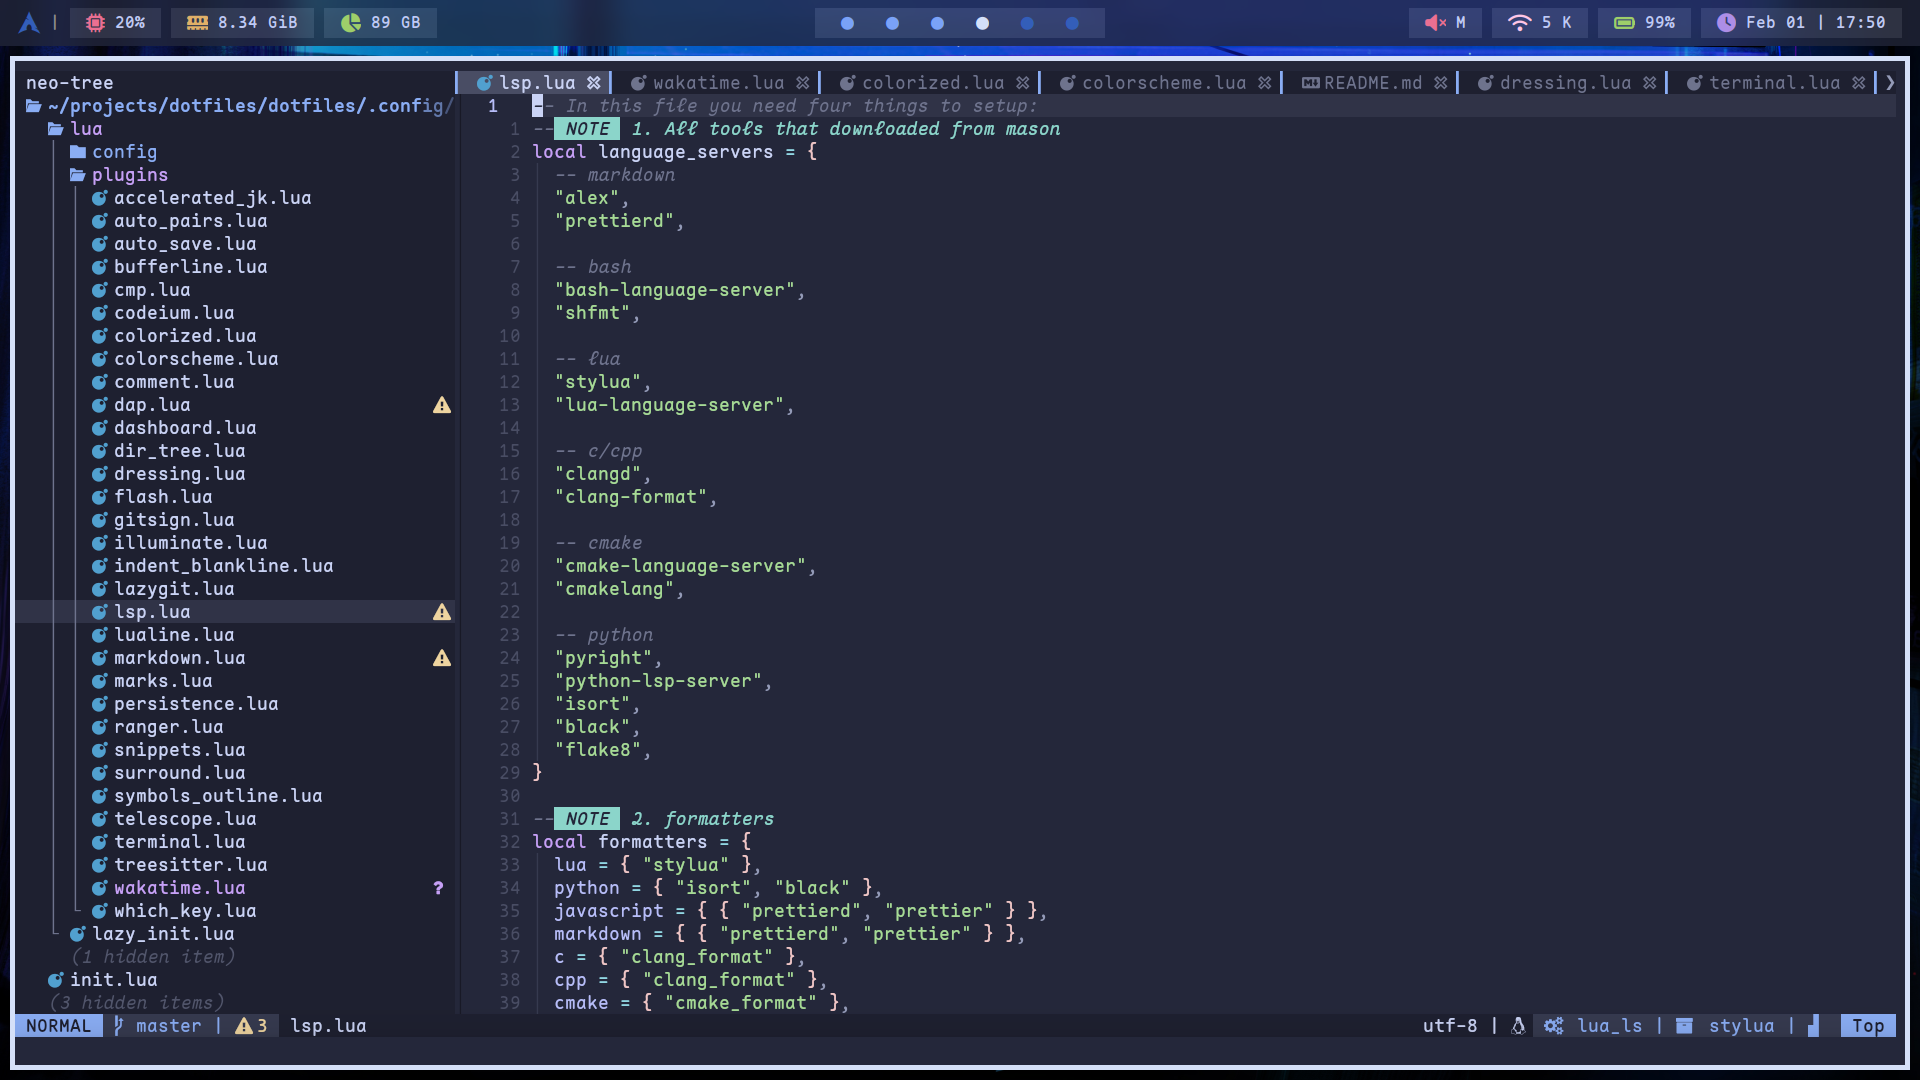 | 20% 8.34 GiB 89 GB M 5 K 99% Feb 01 | 17:50
neo-tree
~/projects/dotfiles/dotfiles/.config/
lua
config
plugins
accelerated_jk.lua
auto_pairs.lua
auto_save.lua
bufferline.lua
cmp.lua
codeium.lua
colorized.lua
colorscheme.lua
comment.lua
dap.lua
dashboard.lua
dir_tree.lua
dressing.lua
flash.lua
gitsign.lua
illuminate.lua
indent_blankline.lua
lazygit.lua
lsp.lua
lualine.lua
markdown.lua
marks.lua
persistence.lua
ranger.lua
snippets.lua
surround.lua
symbols_outline.lua
telescope.lua
terminal.lua
treesitter.lua
wakatime.lua ?
which_key.lua
lazy_init.lua
(1 hidden item)
init.lua
(3 hidden items)
lsp.lua wakatime.lua colorized.lua colorscheme.lua README.md dressing.lua terminal.lua
1 -- In this file you need four things to setup:
1 -- NOTE 1. All tools that downloaded from mason
2 local language_servers = {
3 -- markdown
4 "alex",
5 "prettierd",
6
7 -- bash
8 "bash-language-server",
9 "shfmt",
10
11 -- lua
12 "stylua",
13 "lua-language-server",
14
15 -- c/cpp
16 "clangd",
17 "clang-format",
18
19 -- cmake
20 "cmake-language-server",
21 "cmakelang",
22
23 -- python
24 "pyright",
25 "python-lsp-server",
26 "isort",
27 "black",
28 "flake8",
29 }
30
31 -- NOTE 2. formatters
32 local formatters = {
33 lua = { "stylua" },
34 python = { "isort", "black" },
35 javascript = { { "prettierd", "prettier" } },
36 markdown = { { "prettierd", "prettier" } },
37 c = { "clang_format" },
38 cpp = { "clang_format" },
39 cmake = { "cmake_format" },
NORMAL master | 3 lsp.lua utf-8 | lua_ls | stylua | Top